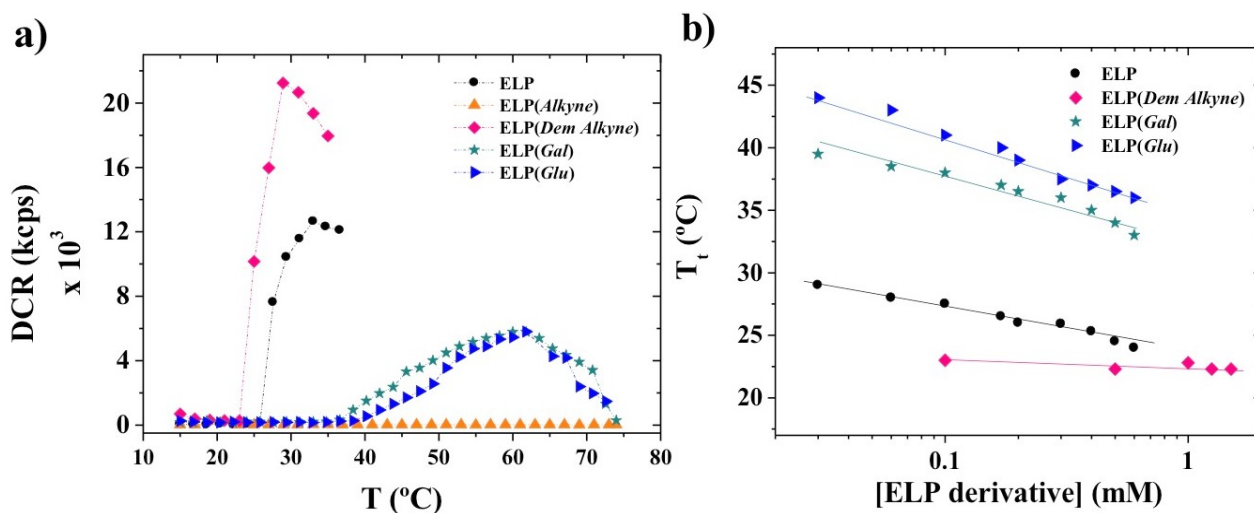 a)
DCR (kcps)
x 10³
20
16
12
8
4
0
10
20
30
40
50
60
70
80
T (ºC)
ELP
ELP(Alkyne)
ELP(Dem Alkyne)
ELP(Gal)
ELP(Glu)
b)
Tt (ºC)
45
40
35
30
25
20
0.1
1
[ELP derivative] (mM)
ELP
ELP(Dem Alkyne)
ELP(Gal)
ELP(Glu)